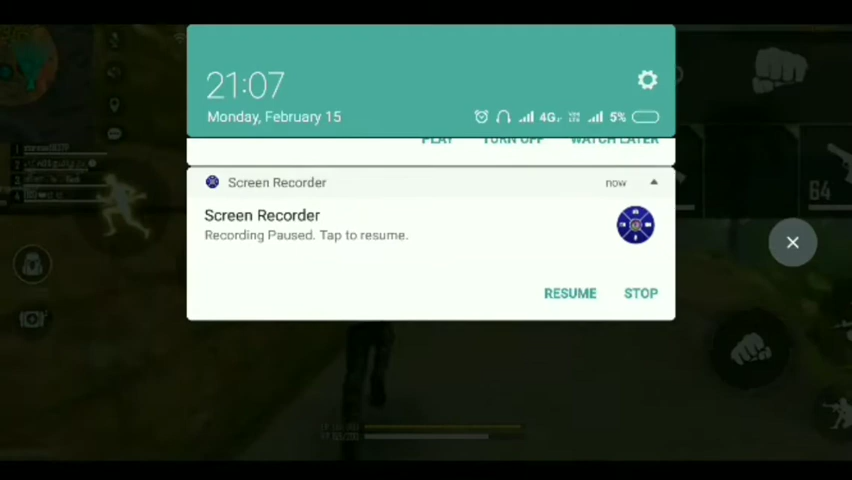 21:07
Monday, February 15
4G
5%
PLAY TURN OFF WATCH LATER
Screen Recorder
now
Screen Recorder
Recording Paused. Tap to resume.
RESUME STOP
64